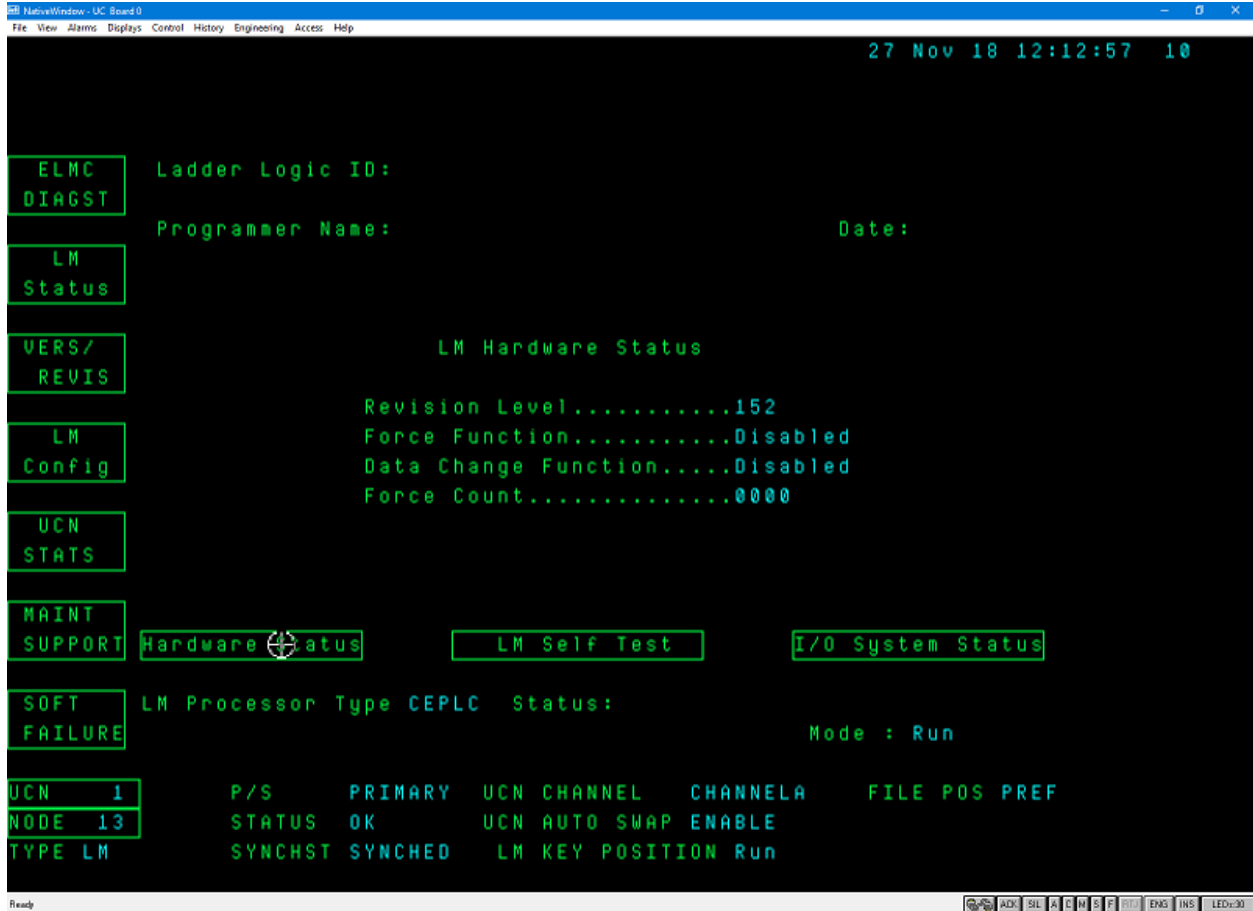 NativeWindow - UC Board 0
File View Alarms Displays Control History Engineering Access Help
27 Nov 18 12:12:57 10
ELMC DIAGST
Ladder Logic ID:
Programmer Name: Date:
LM Status
VERS/ REVIS
LM Hardware Status
Revision Level...........152
Force Function...........Disabled
LM Config
Data Change Function.....Disabled
Force Count..............0000
UCN STATS
MAINT SUPPORT
Hardware Status LM Self Test I/O System Status
SOFT FAILURE
LM Processor Type CEPLC Status:
Mode : Run
UCN 1 P/S PRIMARY UCN CHANNEL CHANNELA FILE POS PREF
NODE 13 STATUS OK UCN AUTO SWAP ENABLE
TYPE LM SYNCHST SYNCHED LM KEY POSITION Run
Ready ACK SIL A C M S F RTJ ENG INS LEDs:30